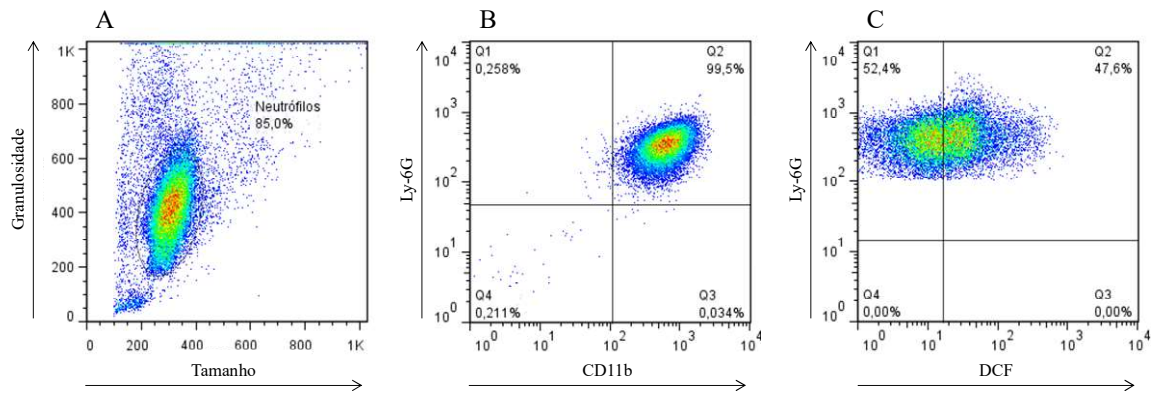 A
Granulosidade
1K
800
600
400
200
0
Neutrófilos
85,0%
0 200 400 600 800 1K
Tamanho
B
Ly-6G
10^4
10^3
10^2
10^1
10^0
Q1
0,258%
Q2
99,5%
Q4
0,211%
Q3
0,034%
10^0 10^1 10^2 10^3 10^4
CD11b
C
Ly-6G
10^4
10^3
10^2
10^1
10^0
Q1
52,4%
Q2
47,6%
Q4
0,00%
Q3
0,00%
10^0 10^1 10^2 10^3 10^4
DCF